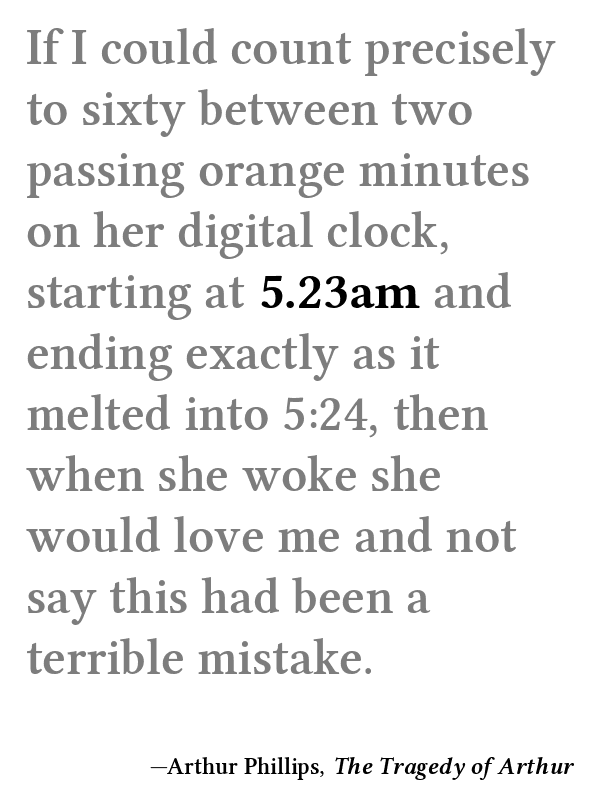 If I could count precisely
to sixty between two
passing orange minutes
on her digital clock,
starting at 5.23am and
ending exactly as it
melted into 5:24, then
when she woke she
would love me and not
say this had been a
terrible mistake.
—Arthur Phillips, The Tragedy of Arthur